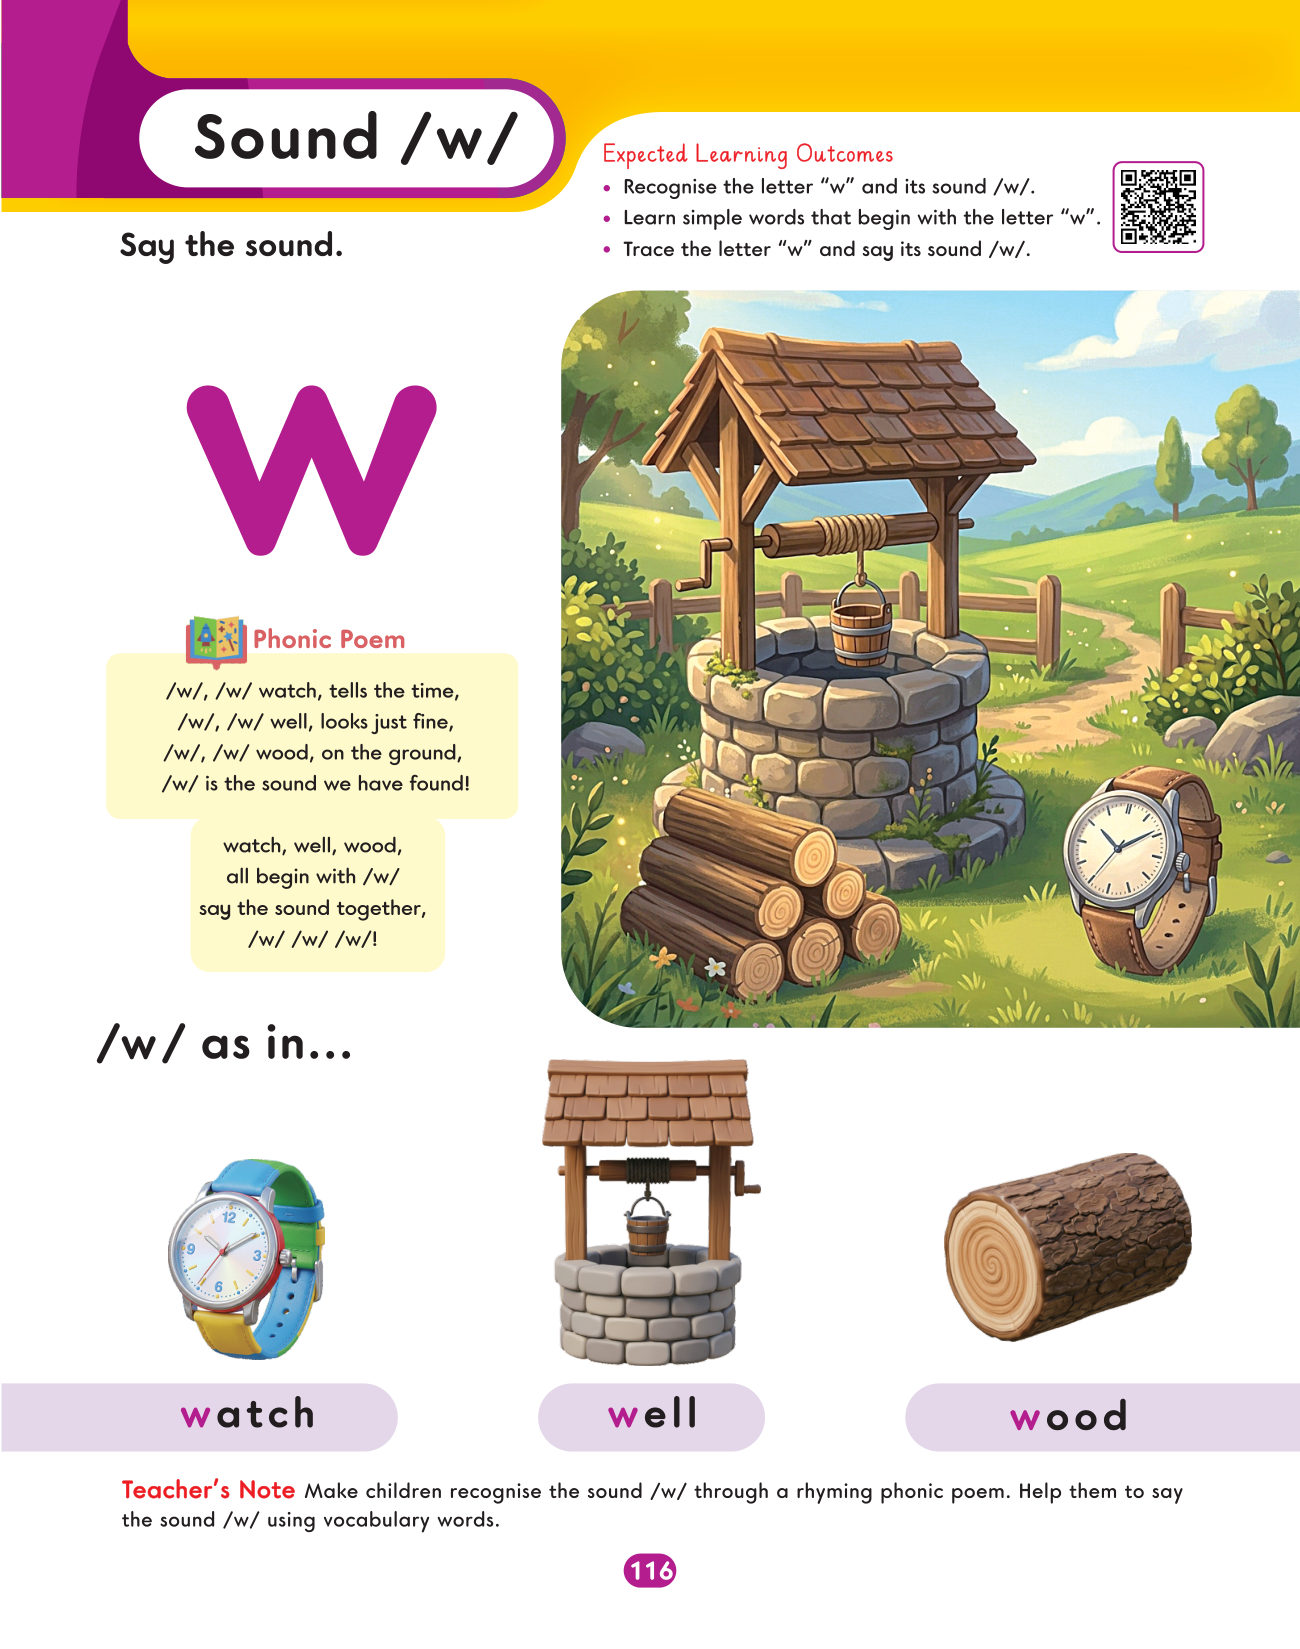 Sound /w/
Expected Learning Outcomes
• Recognise the letter “w” and its sound /w/.
• Learn simple words that begin with the letter “w”.
• Trace the letter “w” and say its sound /w/.
Say the sound.
w
Phonic Poem
/w/, /w/ watch, tells the time,
/w/, /w/ well, looks just fine,
/w/, /w/ wood, on the ground,
/w/ is the sound we have found!
watch, well, wood,
all begin with /w/
say the sound together,
/w/ /w/ /w/!
/w/ as in...
12
9
3
6
watch
well
wood
Teacher’s Note Make children recognise the sound /w/ through a rhyming phonic poem. Help them to say
the sound /w/ using vocabulary words.
116